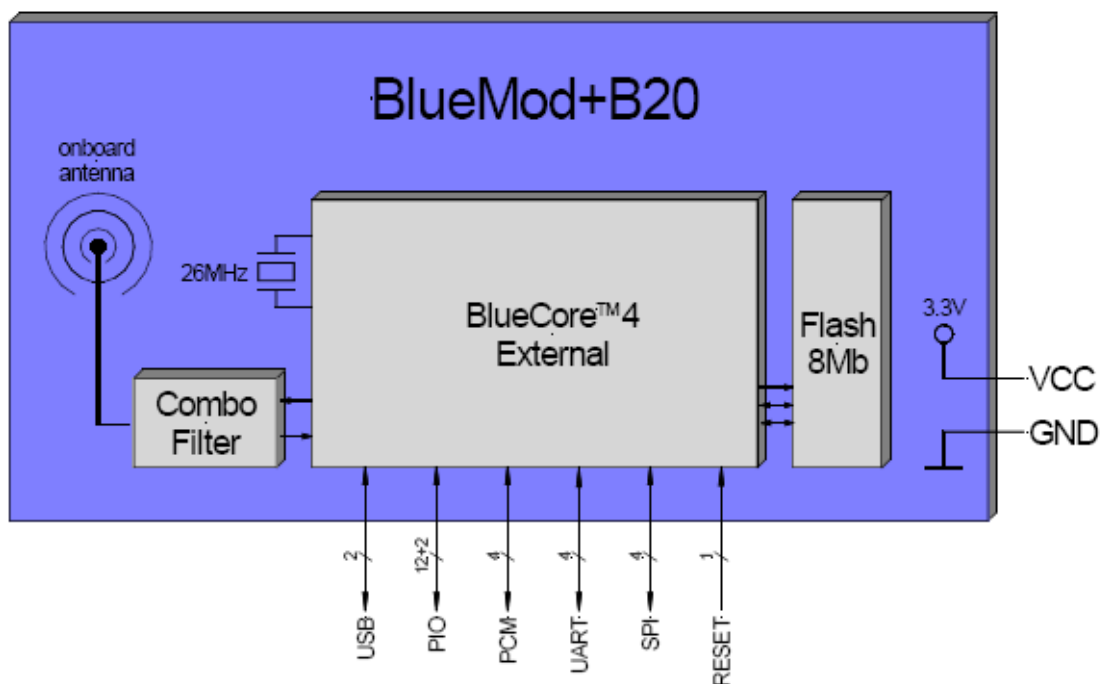 BlueMod+B20
onboard
antenna
26MHz
BlueCore™4
External
Flash
8Mb
3.3V
VCC
GND
Combo
Filter
2
12+2
4
4
4
1
USB
PIO
PCM
UART
SPI
RESET